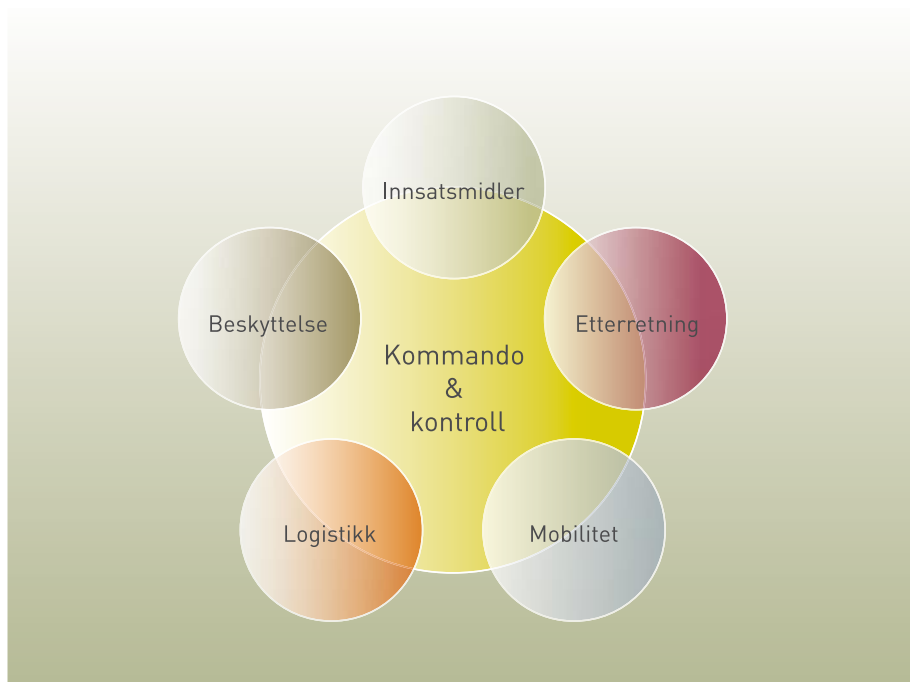 Innsatsmidler
Beskyttelse
Etterretning
Kommando
&
kontroll
Logistikk
Mobilitet